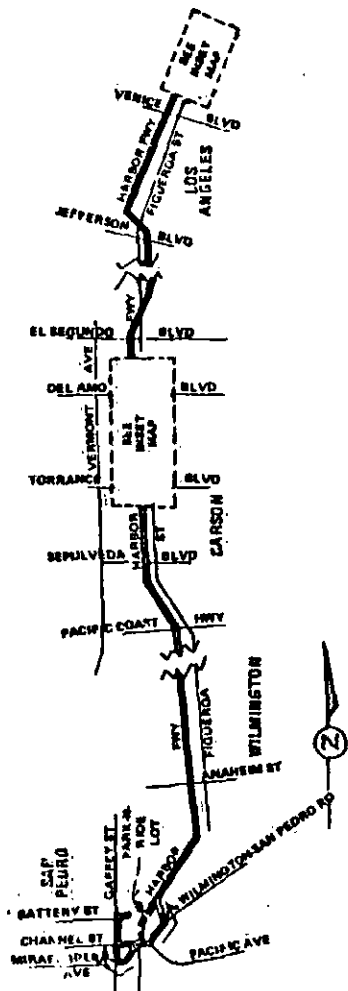 SEE
INSET
MAP
VENICE BLVD
HARBOR FWY
FIGUEROA ST
LOS
ANGELES
JEFFERSON BLVD
FWY
EL SEGUNDO BLVD
AVE
DEL AMO BLVD
VERMONT
SEE
INSET
MAP
TORRANCE BLVD
CARSON
HARBOR
ST
SEPULVEDA BLVD
PACIFIC COAST HWY
FWY
FIGUEROA
WILMINGTON
ANAHEIM ST
Z
SAN
PEDRO
GAFFEY ST
PARK-N-
RIDE
LOT
HARBOR
WILMINGTON-SAN PEDRO RD
BATTERY ST
CHANNEL ST
AVE
PACIFIC AVE